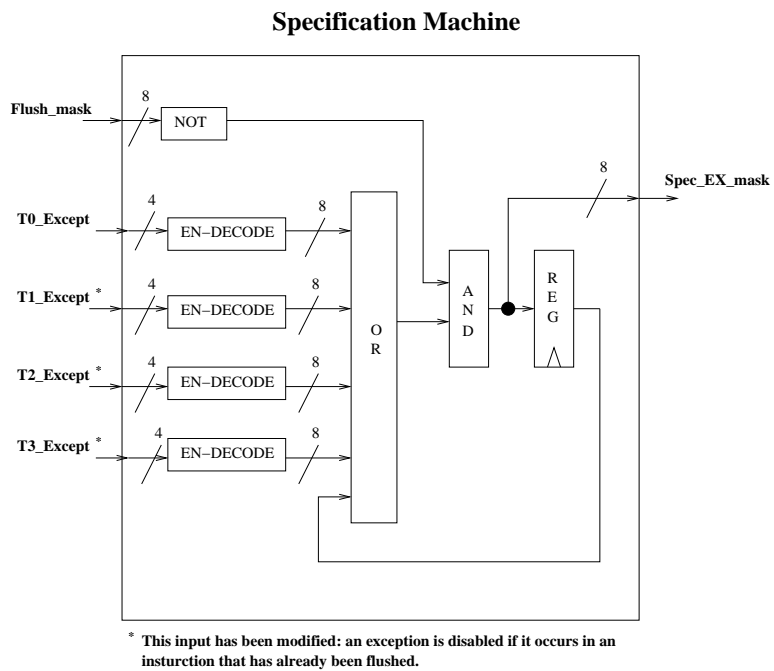 Specification Machine
Flush_mask
8
NOT
8
Spec_EX_mask
T0_Except
4
EN-DECODE
8
T1_Except *
4
EN-DECODE
8
T2_Except *
4
EN-DECODE
8
T3_Except *
4
EN-DECODE
8
O
R
A
N
D
R
E
G
* This input has been modified: an exception is disabled if it occurs in an
insturction that has already been flushed.